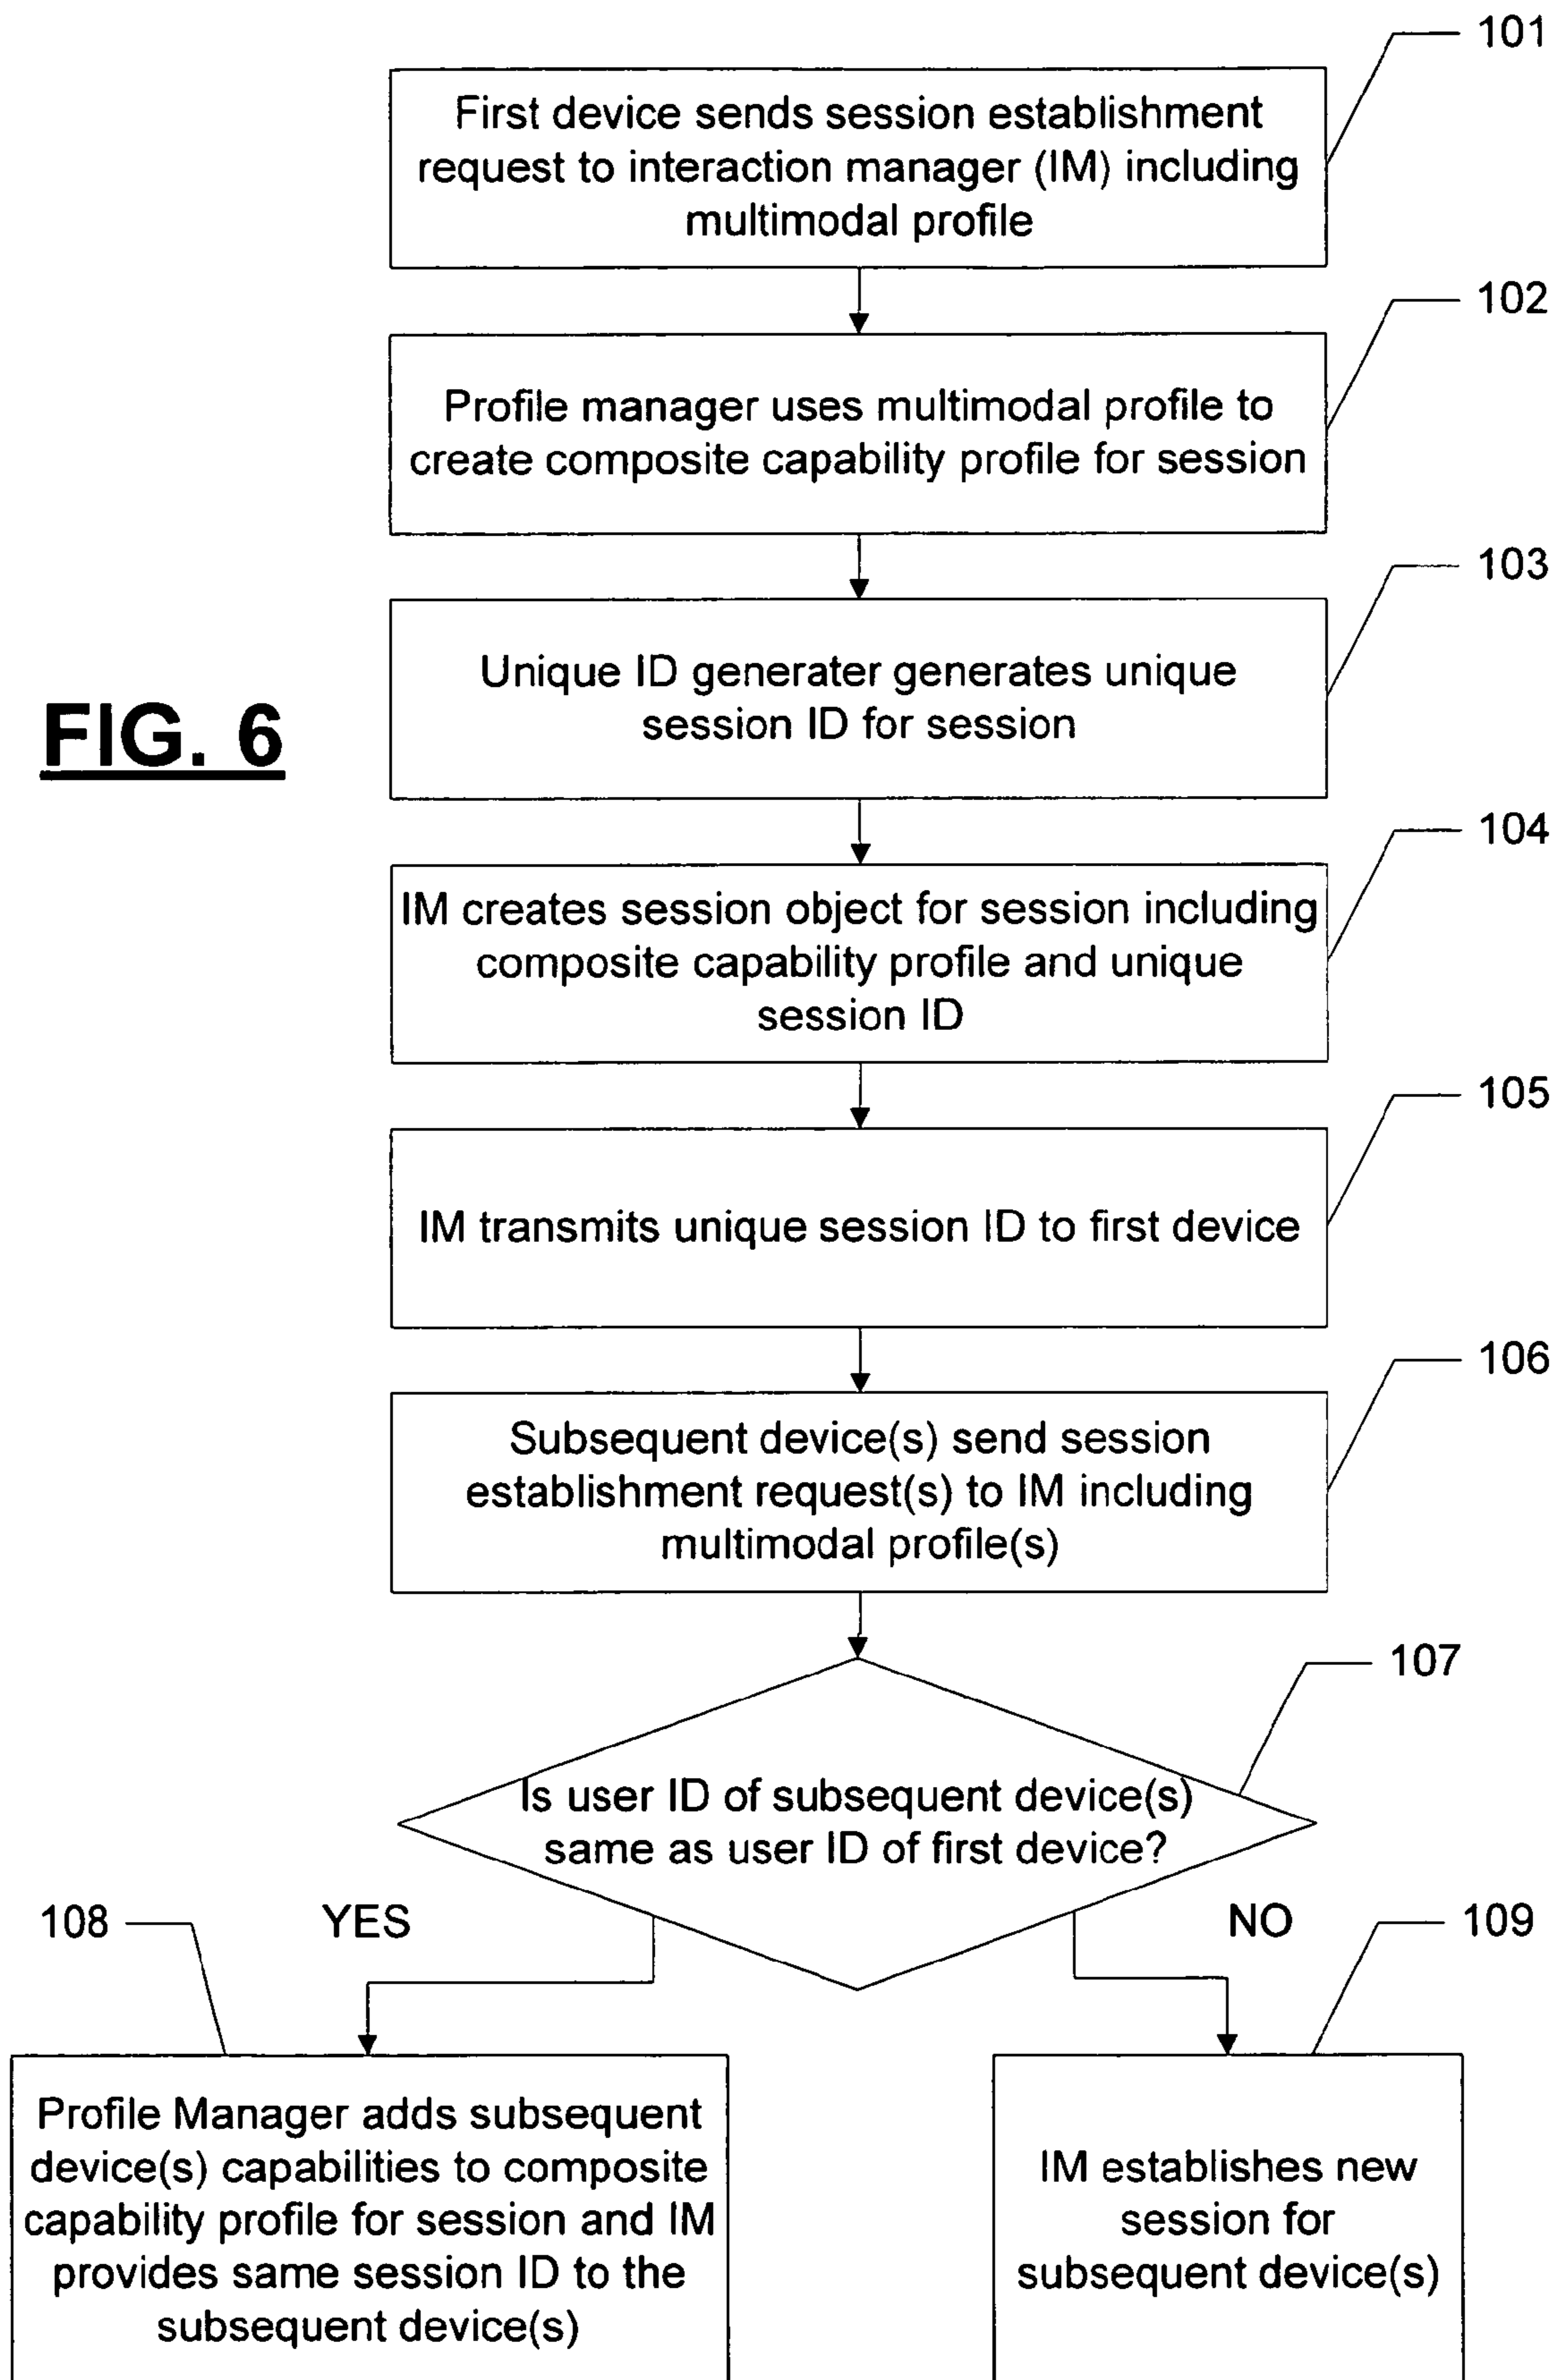 101
First device sends session establishment
request to interaction manager (IM) including
multimodal profile
102
Profile manager uses multimodal profile to
create composite capability profile for session
103
Unique ID generater generates unique
session ID for session
FIG. 6
104
IM creates session object for session including
composite capability profile and unique
session ID
105
IM transmits unique session ID to first device
106
Subsequent device(s) send session
establishment request(s) to IM including
multimodal profile(s)
107
Is user ID of subsequent device(s)
same as user ID of first device?
108
YES
NO
109
Profile Manager adds subsequent
device(s) capabilities to composite
capability profile for session and IM
provides same session ID to the
subsequent device(s)
IM establishes new
session for
subsequent device(s)